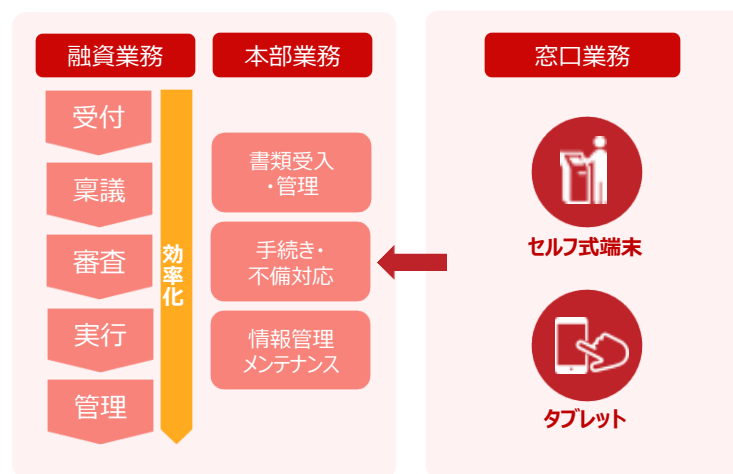 融資業務
受付
稟議
審査
実行
管理
効率化
本部業務
書類受入
・管理
手続き・
不備対応
情報管理
メンテナンス
窓口業務
セルフ式端末
タブレット